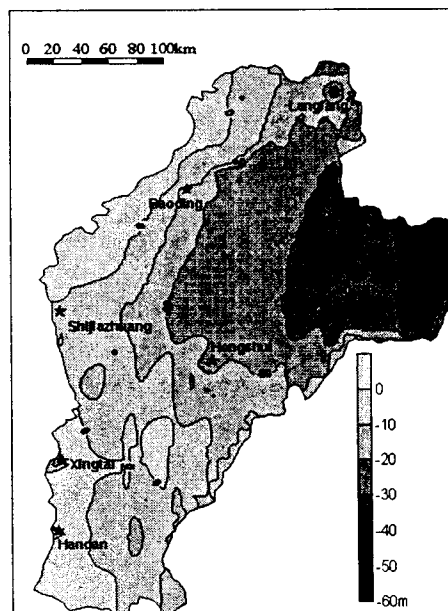 0 20 40 60 80 100km
Langfang
Baoding
Shijiazhuang
Hengshui
Xingtai
Handan
0
-10
-20
-30
-40
-50
-60m